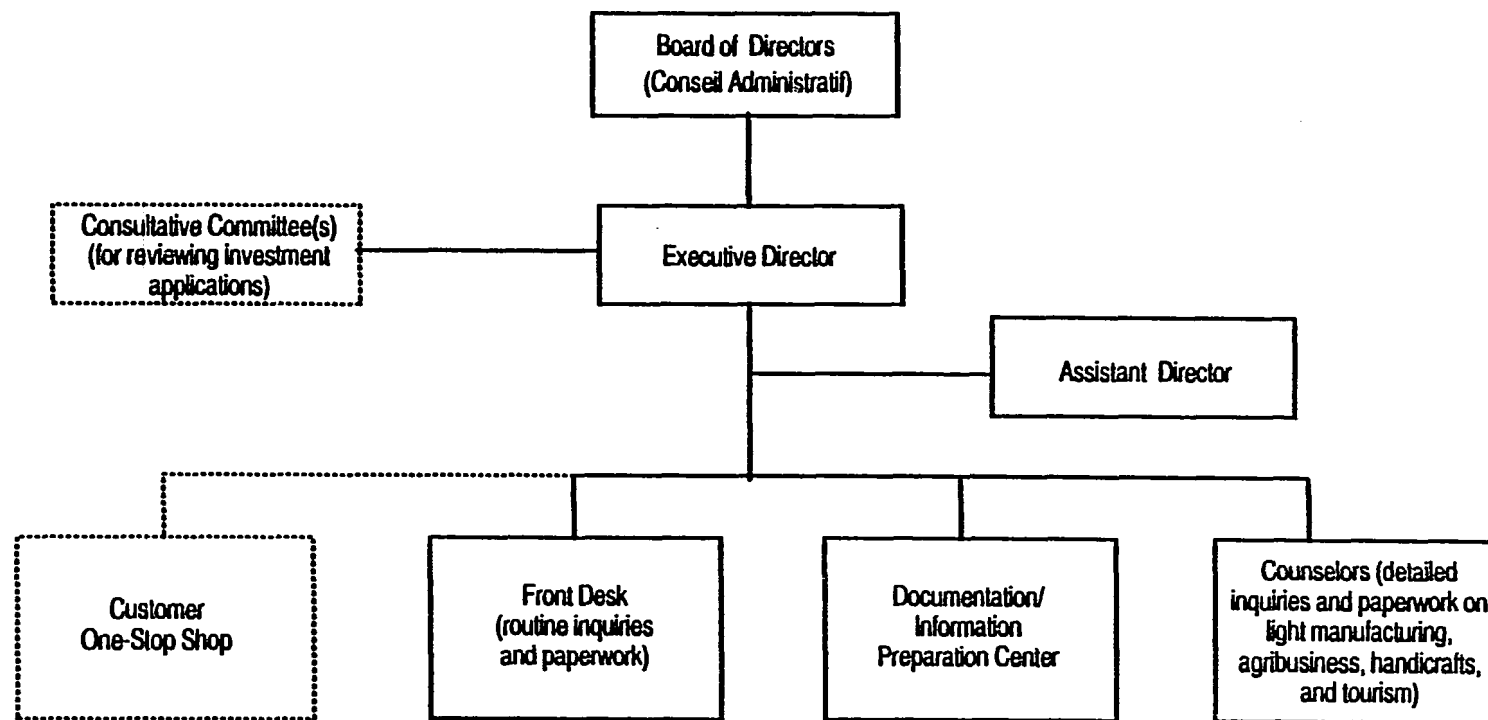 Board of Directors
(Conseil Administratif)
Consultative Committee(s)
(for reviewing investment
applications)
Executive Director
Assistant Director
Customer
One-Stop Shop
Front Desk
(routine inquiries
and paperwork)
Documentation/
Information
Preparation Center
Counselors (detailed
inquiries and paperwork on
light manufacturing,
agribusiness, handicrafts,
and tourism)